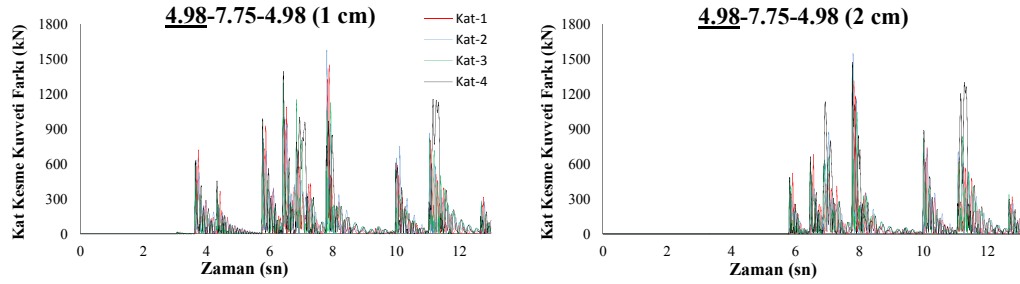 4.98-7.75-4.98 (1 cm)
Kat Kesme Kuvveti Farkı (kN)
1800
1500
1200
900
600
300
0
Kat-1
Kat-2
Kat-3
Kat-4
0 2 4 6 8 10 12
Zaman (sn)
4.98-7.75-4.98 (2 cm)
Kat Kesme Kuvveti Farkı (kN)
1800
1500
1200
900
600
300
0
0 2 4 6 8 10 12
Zaman (sn)